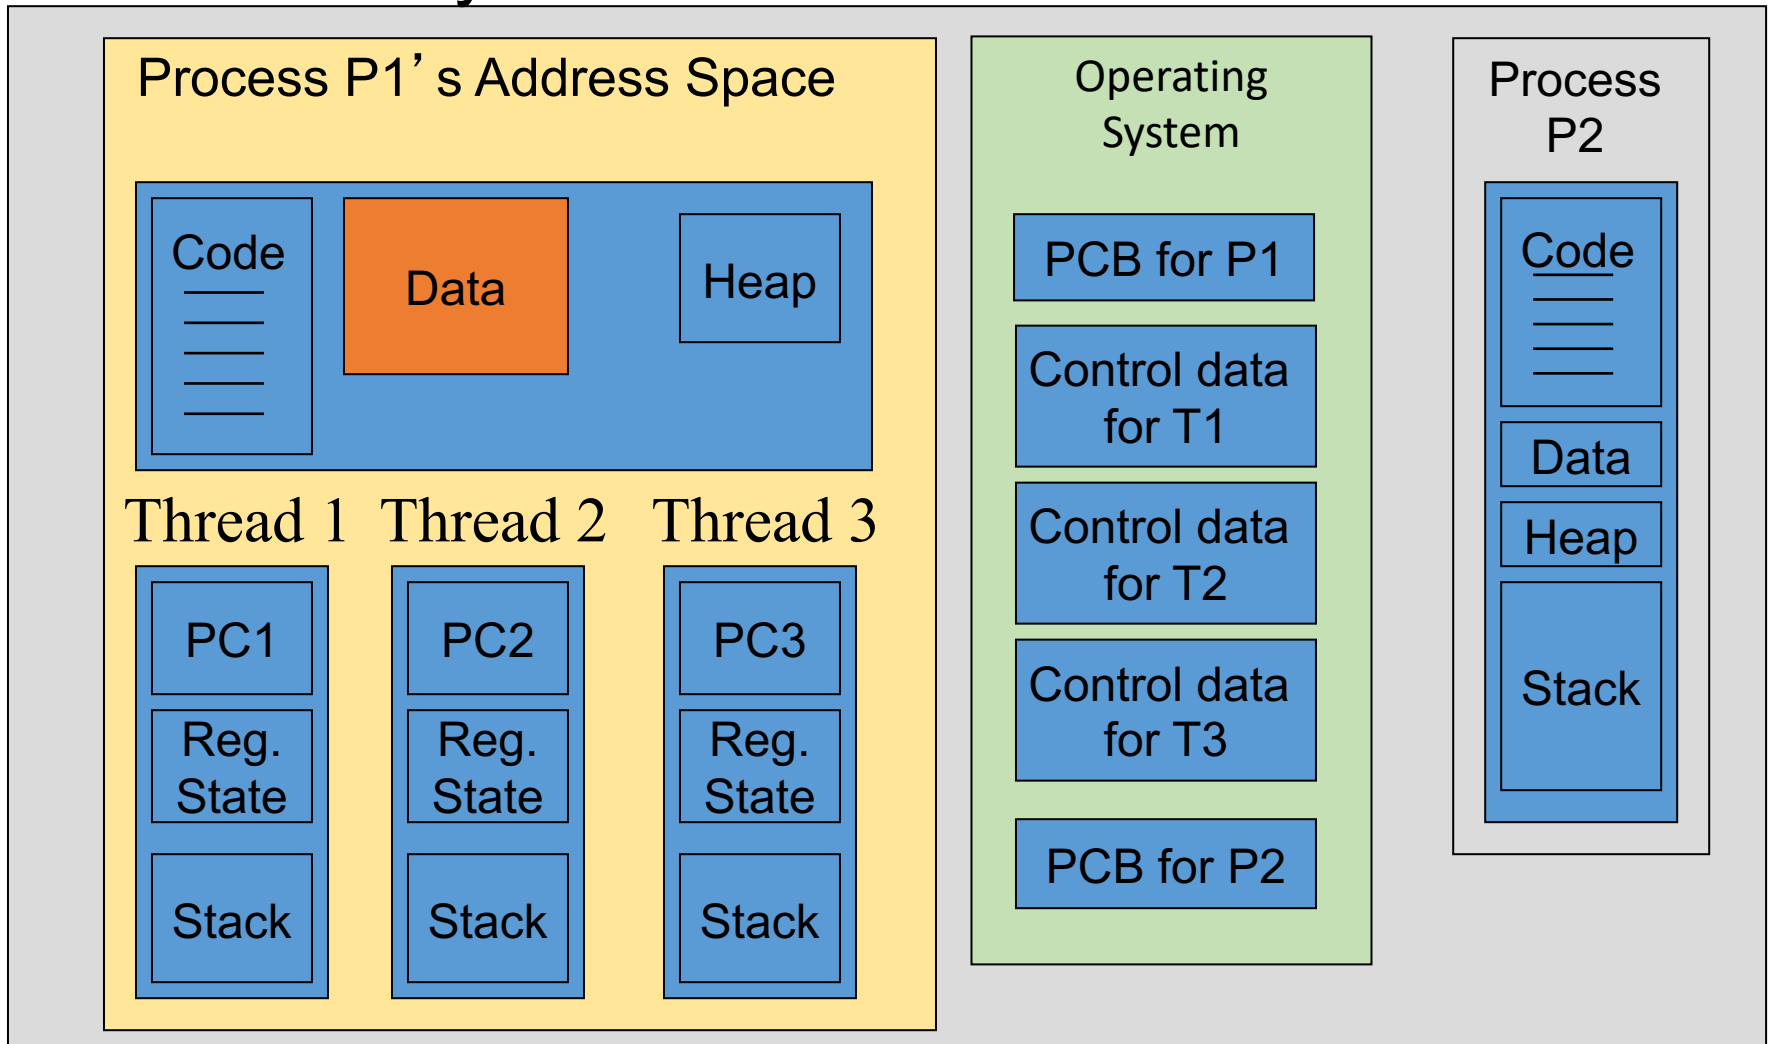 Process P1’s Address Space
Code
Data
Heap
Thread 1 Thread 2 Thread 3
PC1
Reg.
State
Stack
PC2
Reg.
State
Stack
PC3
Reg.
State
Stack
Operating
System
PCB for P1
Control data
for T1
Control data
for T2
Control data
for T3
PCB for P2
Process
P2
Code
Data
Heap
Stack